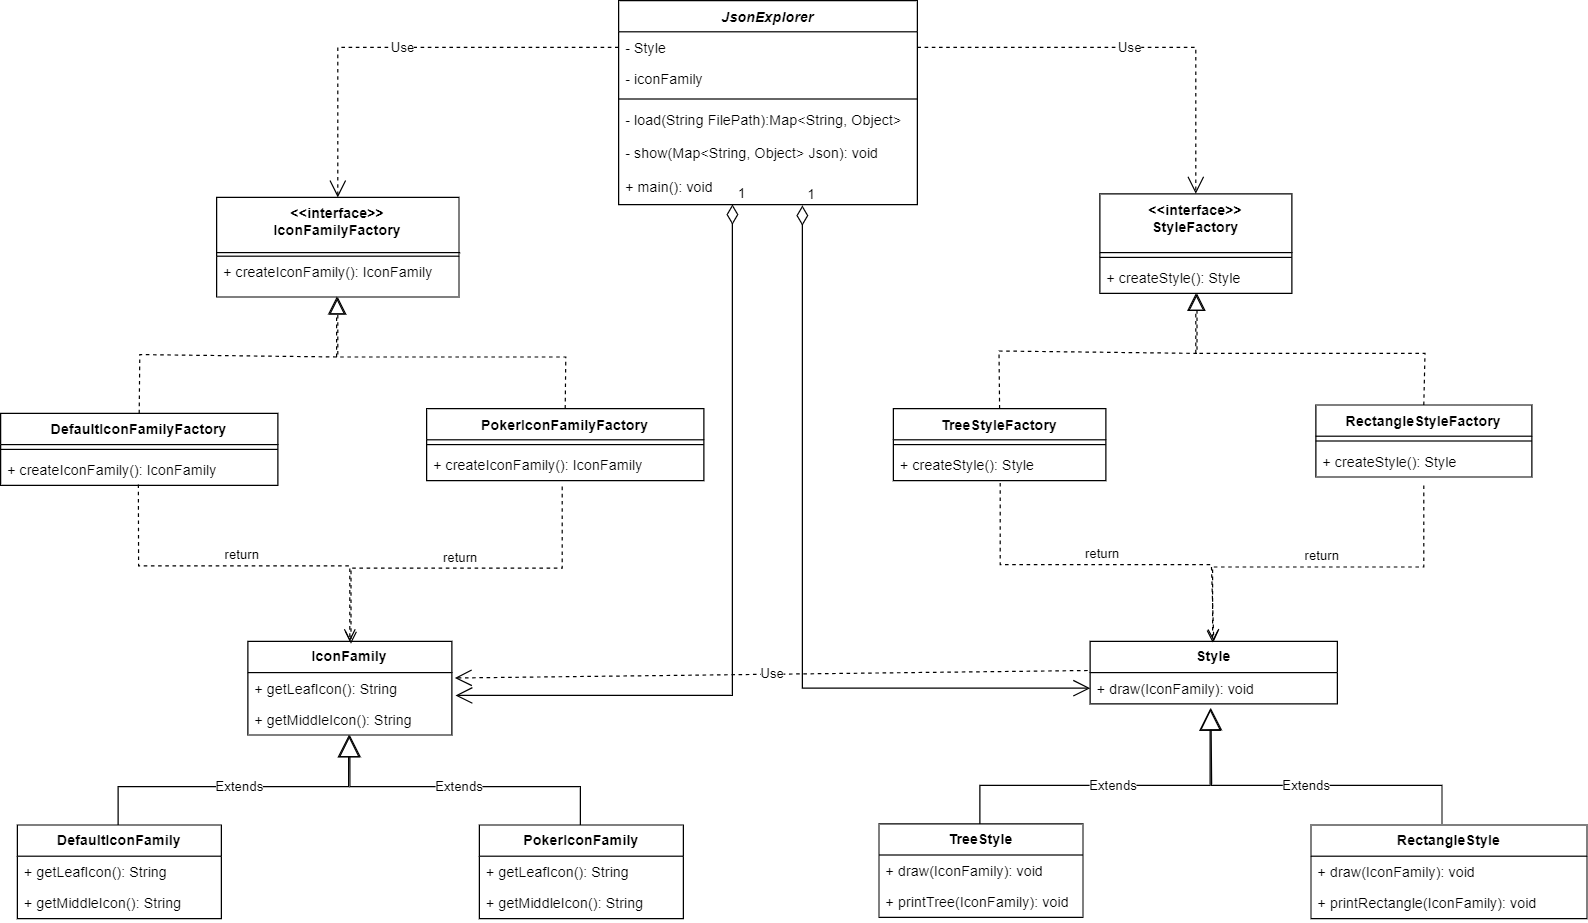 JsonExplorer
- Style
- iconFamily
- load(String FilePath):Map<String, Object>
- show(Map<String, Object> Json): void
+ main(): void
1
1
Use
Use
<<interface>>
IconFamilyFactory
+ createIconFamily(): IconFamily
<<interface>>
StyleFactory
+ createStyle(): Style
DefaultIconFamilyFactory
+ createIconFamily(): IconFamily
PokerIconFamilyFactory
+ createIconFamily(): IconFamily
TreeStyleFactory
+ createStyle(): Style
RectangleStyleFactory
+ createStyle(): Style
return
return
return
return
IconFamily
+ getLeafIcon(): String
+ getMiddleIcon(): String
Use
Style
+ draw(IconFamily): void
Extends
Extends
Extends
Extends
DefaultIconFamily
+ getLeafIcon(): String
+ getMiddleIcon(): String
PokerIconFamily
+ getLeafIcon(): String
+ getMiddleIcon(): String
TreeStyle
+ draw(IconFamily): void
+ printTree(IconFamily): void
RectangleStyle
+ draw(IconFamily): void
+ printRectangle(IconFamily): void